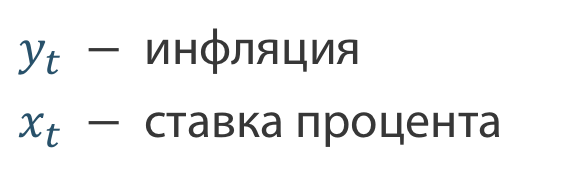 yₜ — инфляция
xₜ — ставка процента